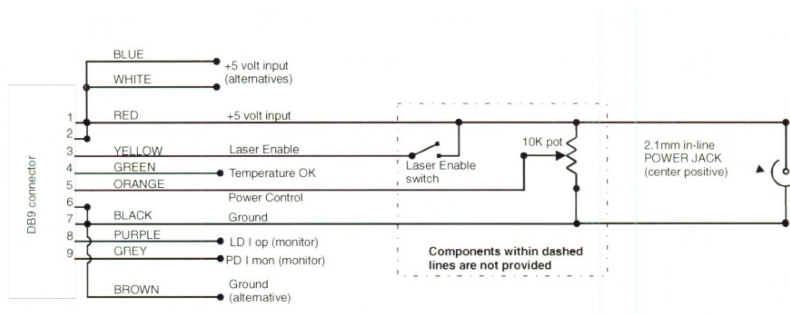 BLUE
+5 volt input
(alternatives)
WHITE
1 RED +5 volt input
2
3 YELLOW Laser Enable
4 GREEN Temperature OK
5 ORANGE
Power Control
6
7 BLACK Ground
8 PURPLE LD I op (monitor)
9 GREY PD I mon (monitor)
BROWN Ground
(alternative)
DB9 connector
Laser Enable
switch
10K pot
2.1mm in-line
POWER JACK
(center positive)
Components within dashed
lines are not provided